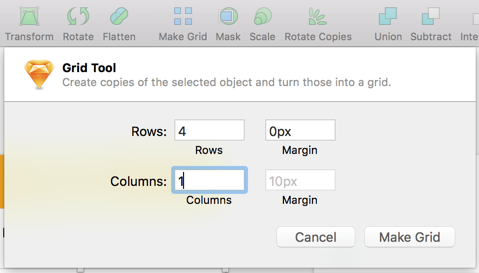 Transform Rotate Flatten Make Grid Mask Scale Rotate Copies Union Subtract Inte
Grid Tool
Create copies of the selected object and turn those into a grid.
Rows: 4 0px
Rows Margin
Columns: 1 10px
Columns Margin
Cancel Make Grid